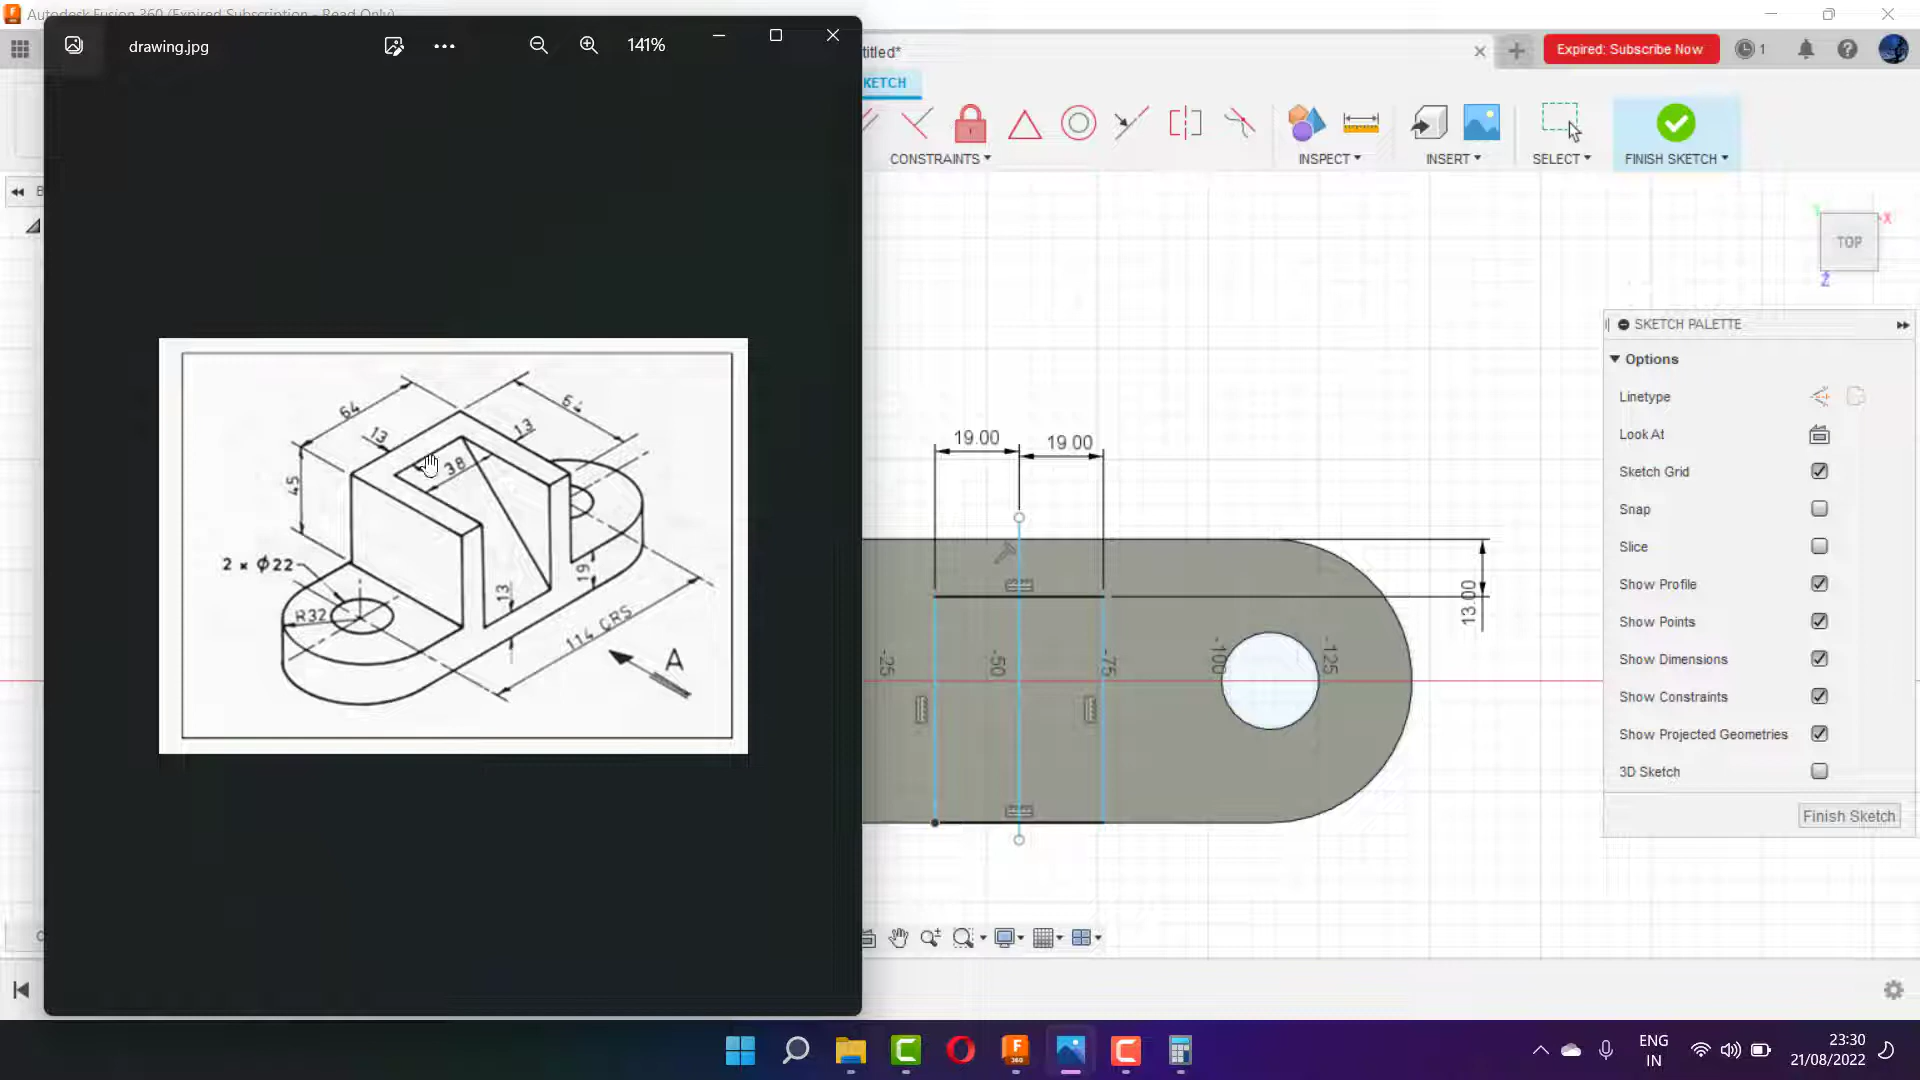 Autodesk Fusion 360 (Expired Subscription - Read Only)
drawing.jpg
141%
titled*
Expired: Subscribe Now
1
KETCH
CONSTRAINTS
INSPECT
INSERT
SELECT
FINISH SKETCH
B
TOP
X
Z
64
64
13
13
38
45
2 × Φ22
R32
13
19
114 CRS
A
19.00
19.00
13.00
-25
-50
-75
-100
-125
SKETCH PALETTE
Options
Linetype
Look At
Sketch Grid
Snap
Slice
Show Profile
Show Points
Show Dimensions
Show Constraints
Show Projected Geometries
3D Sketch
Finish Sketch
F
360
ENG
IN
23:30
21/08/2022